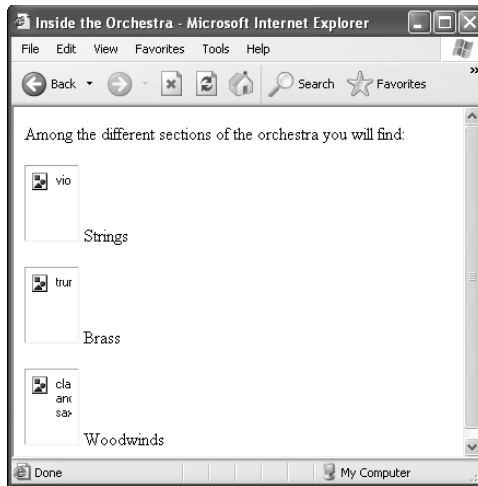 Inside the Orchestra - Microsoft Internet Explorer
File Edit View Favorites Tools Help
Back Search Favorites »
Among the different sections of the orchestra you will find:
vio
Strings
trur
Brass
cla
and
sax
Woodwinds
Done My Computer